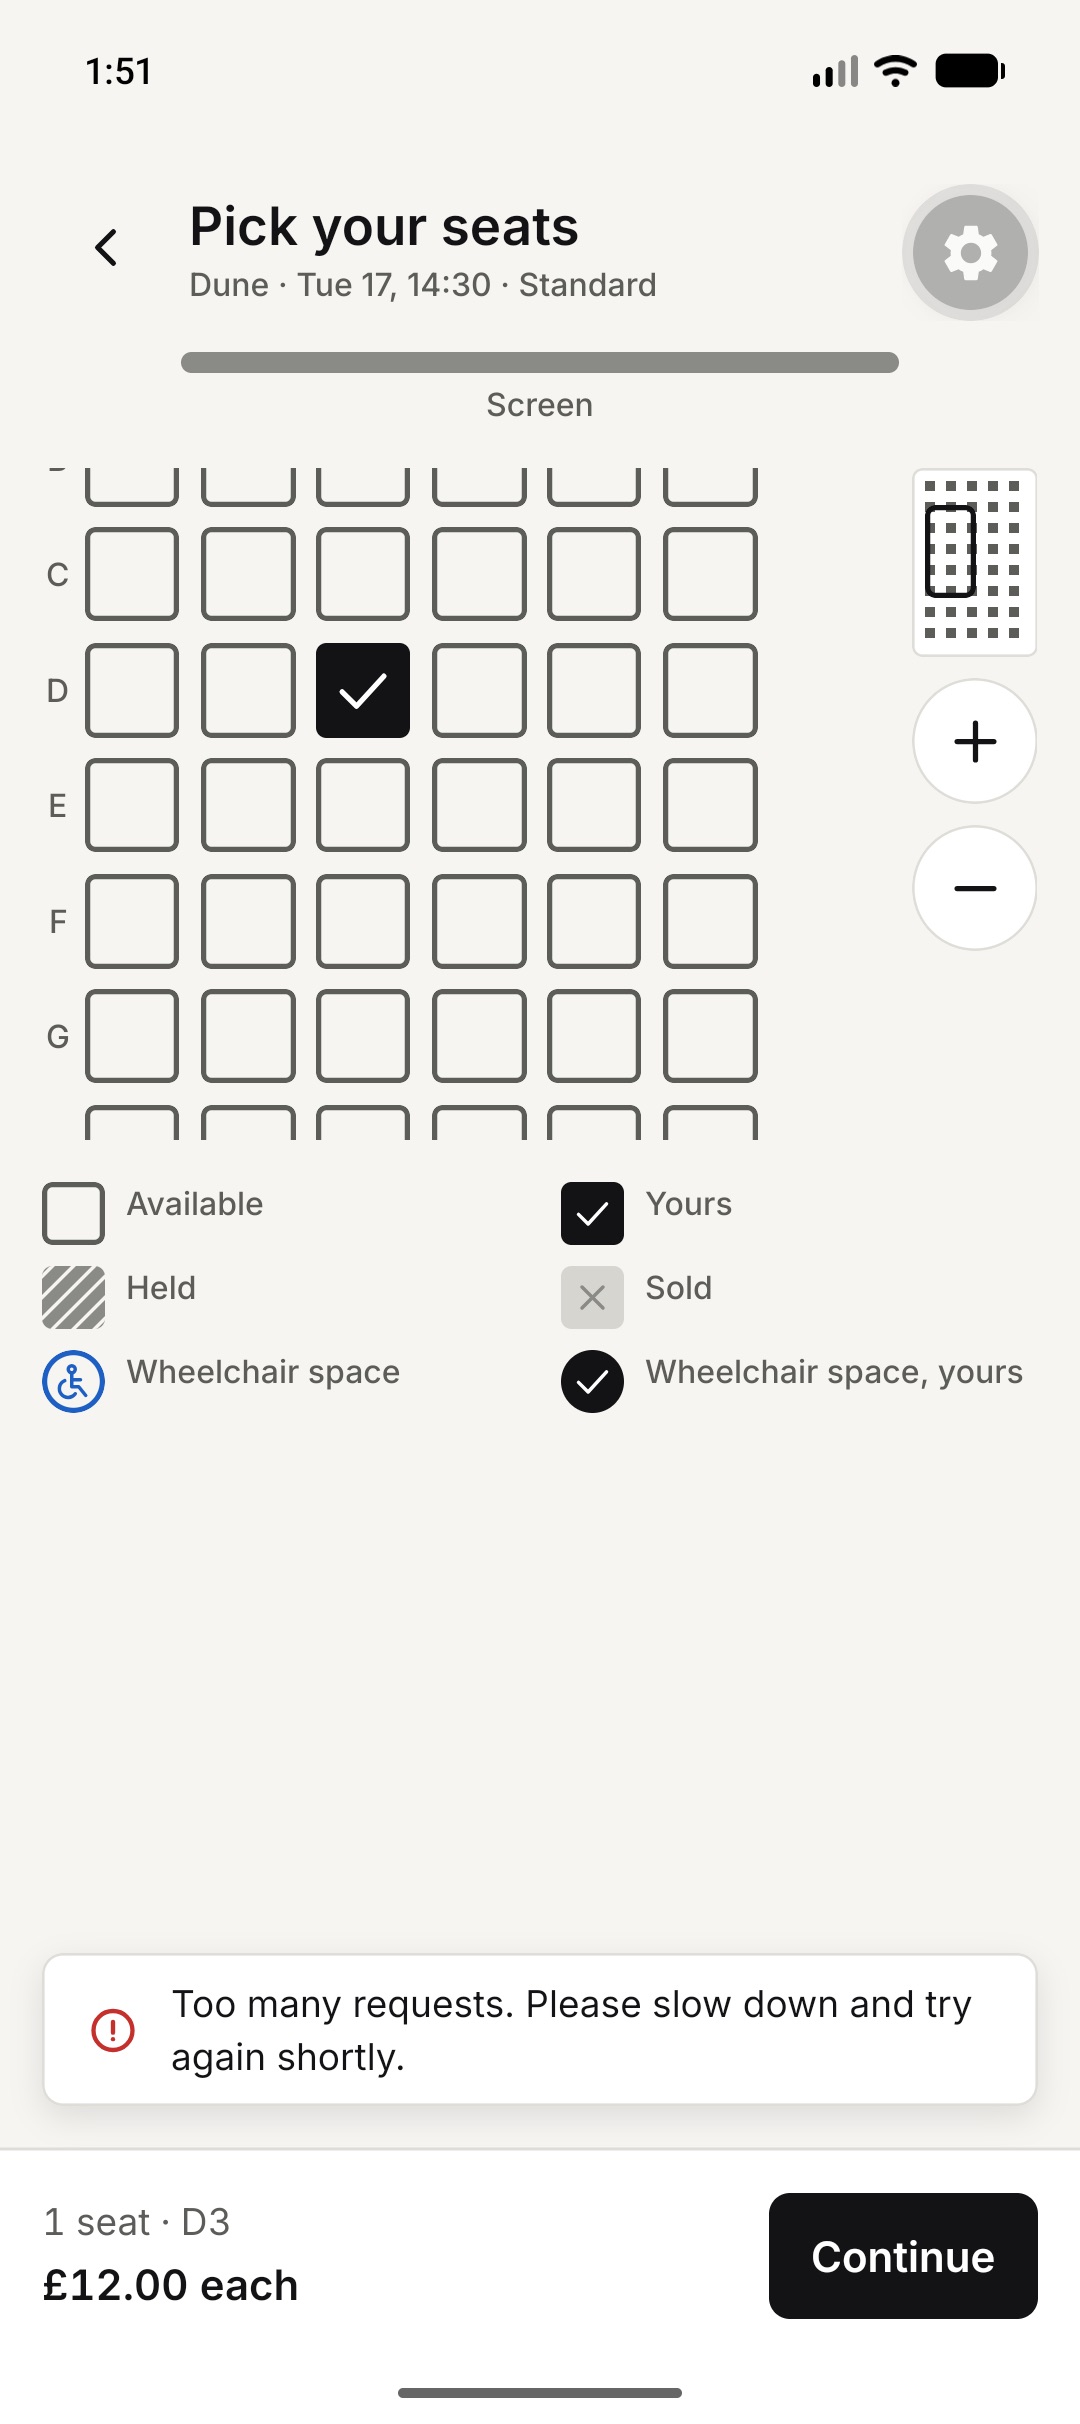 1:51
Pick your seats
Dune · Tue 17, 14:30 · Standard
Screen
C
D
E
F
G
Available
Yours
Held
Sold
Wheelchair space
Wheelchair space, yours
Too many requests. Please slow down and try
again shortly.
1 seat · D3
£12.00 each
Continue